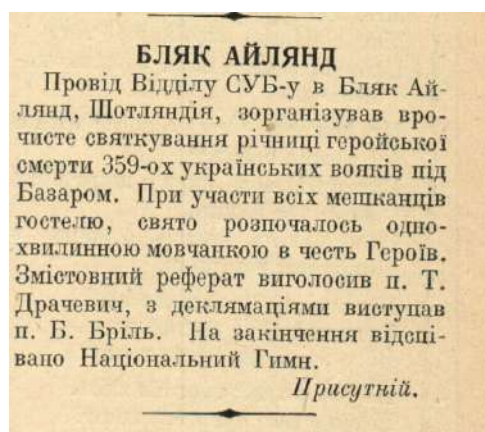 БЛЯК АЙЛЯНД
Провід Відділу СУБ-у в Бляк Ай-
лянд, Шотляндія, зорганізував вро-
чисте святкування річниці геройської
смерти 359-ох українських вояків під
Базаром. При участи всіх мешканців
гостелю, свято розпочалось одно-
хвилинною мовчанкою в честь Героїв.
Змістовний реферат виголосив п. Т.
Драчевич, з деклямаціями виступав
п. Б. Бріль. На закінчення відспі-
вано Національний Гимн.
Присутній.